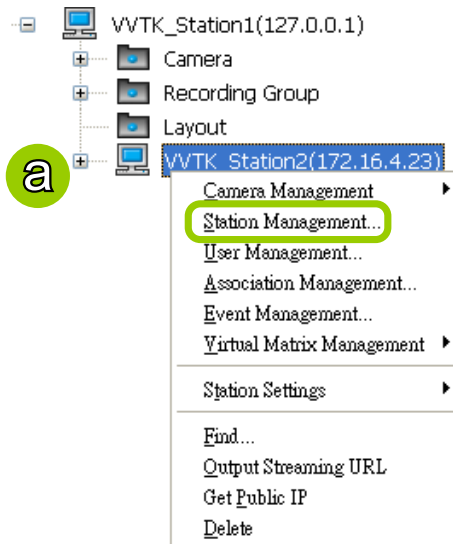 VVTK_Station1(127.0.0.1)
Camera
Recording Group
Layout
a
VVTK_Station2(172.16.4.23)
Camera Management
Station Management...
User Management...
Association Management...
Event Management...
Virtual Matrix Management
Station Settings
Find...
Output Streaming URL
Get Public IP
Delete